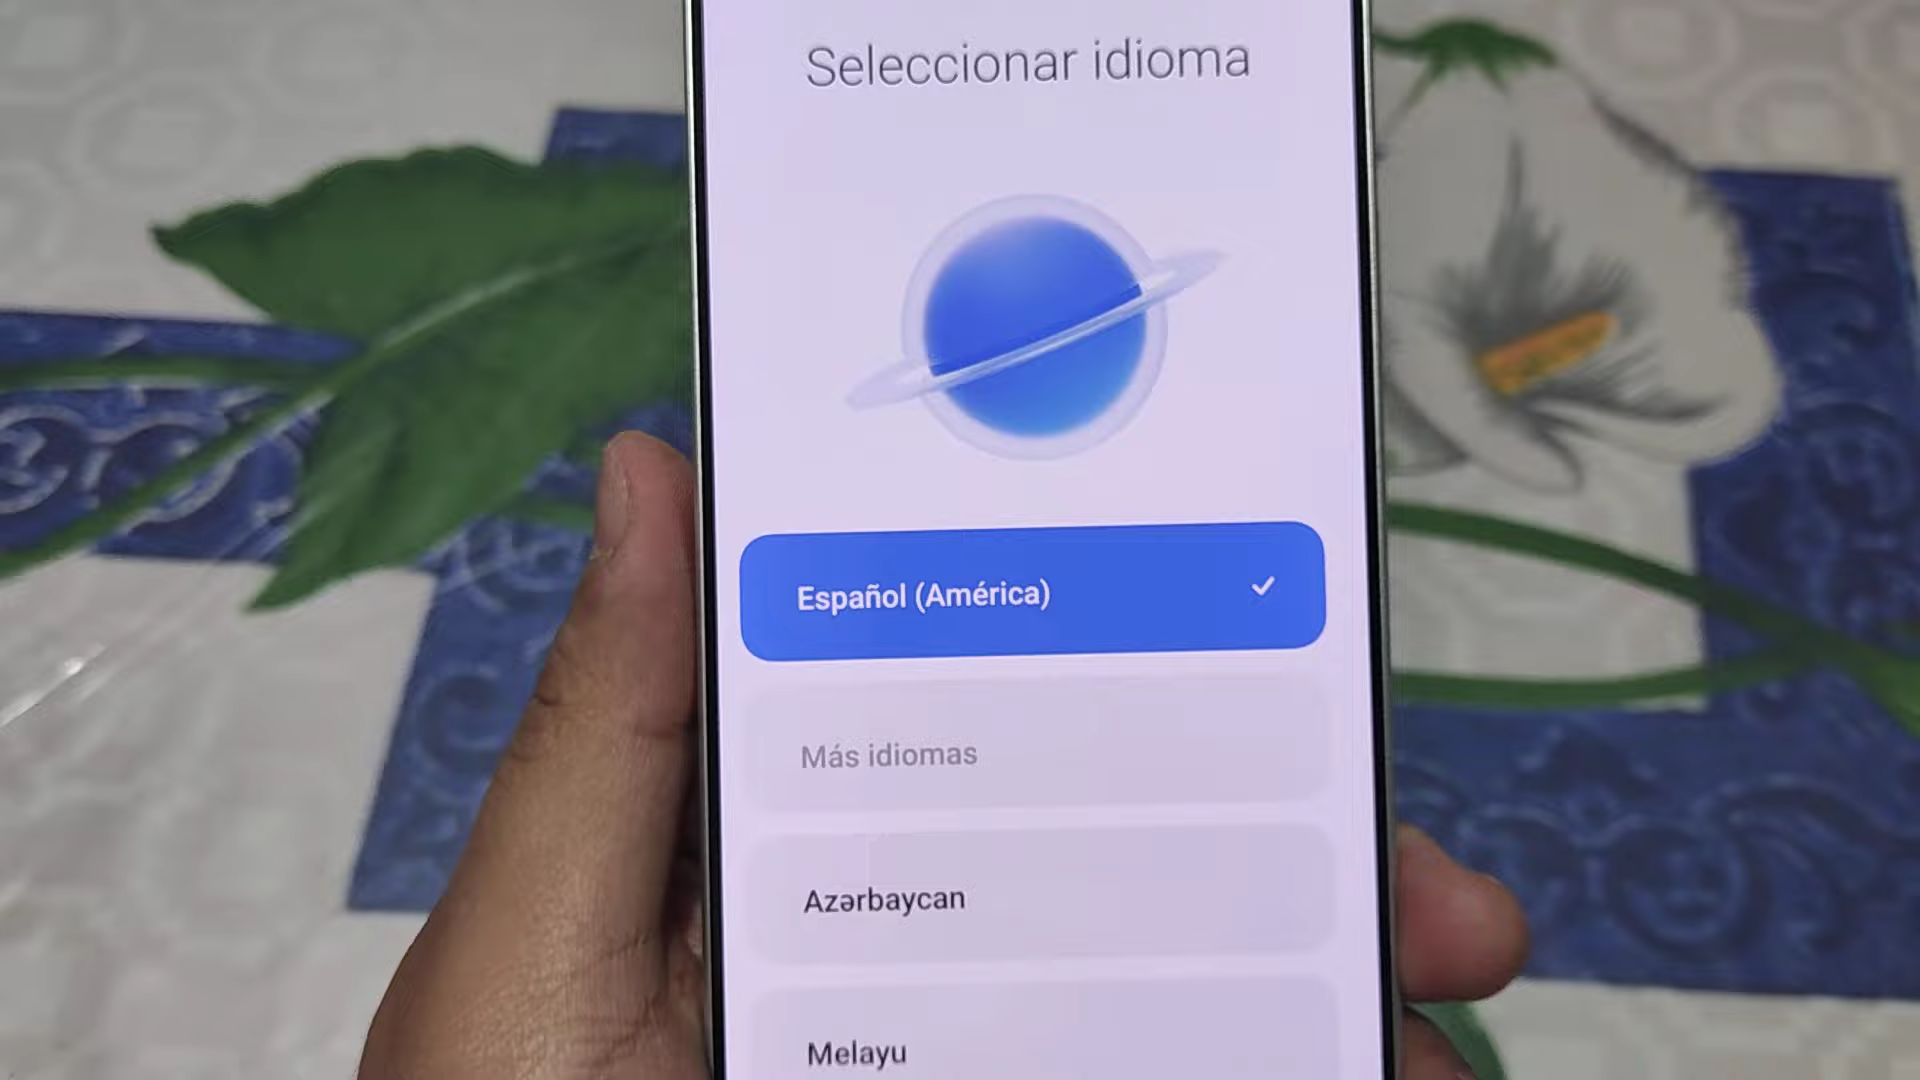 Seleccionar idioma
Español (América)
Más idiomas
Azərbaycan
Melayu